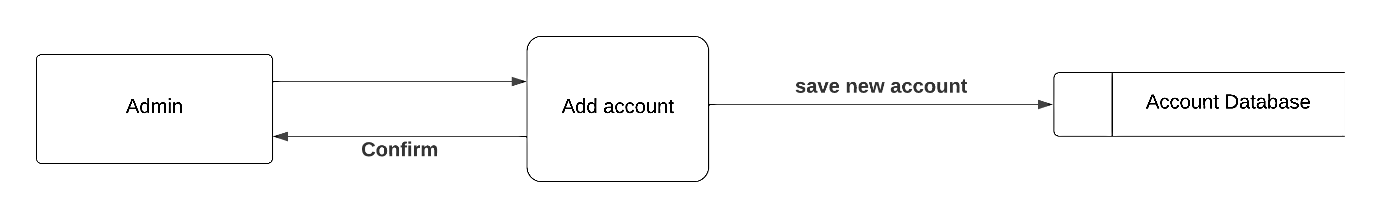 Admin
Confirm
Add account
save new account
Account Database